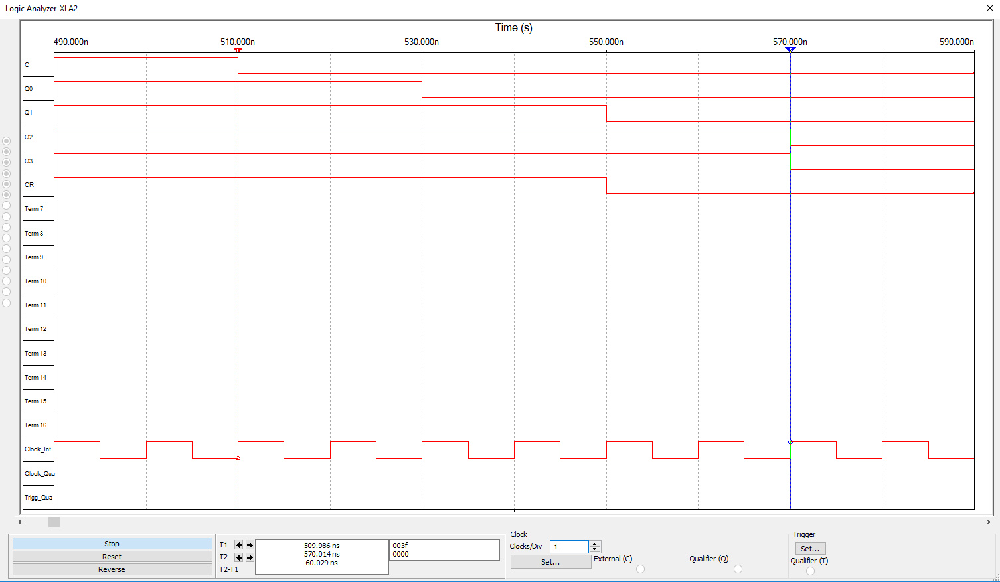 Logic Analyzer-XLA2
Time (s)
490.000n 510.000n 530.000n 550.000n 570.000n 590.000n
C
Q0
Q1
Q2
Q3
CR
Term 7
Term 8
Term 9
Term 10
Term 11
Term 12
Term 13
Term 14
Term 15
Term 16
Clock_Int
Clock_Qua
Trigg_Qua
Stop
Reset
Reverse
T1
T2
T2-T1
509.986 ns
570.014 ns
60.029 ns
003f
0000
Clock
Clocks/Div 1
Set...
External (C)
Qualifier (Q)
Trigger
Set...
Qualifier (T)